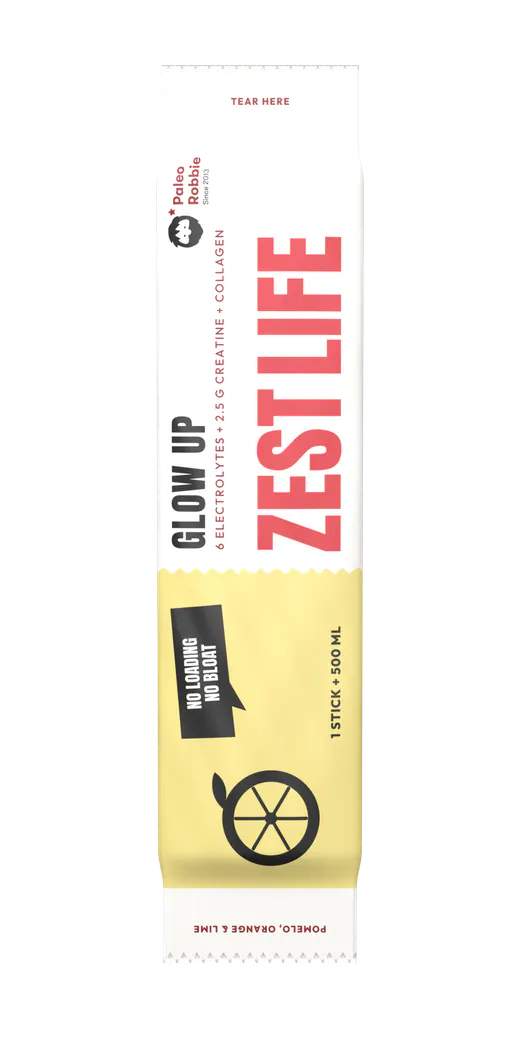 TEAR HERE
Paleo
Robbie
Since 2013
GLOW UP
6 ELECTROLYTES + 2.5 G CREATINE + COLLAGEN
ZEST LIFE
NO LOADING
NO BLOAT
1 STICK + 500 ML
POMELO, ORANGE & LIME